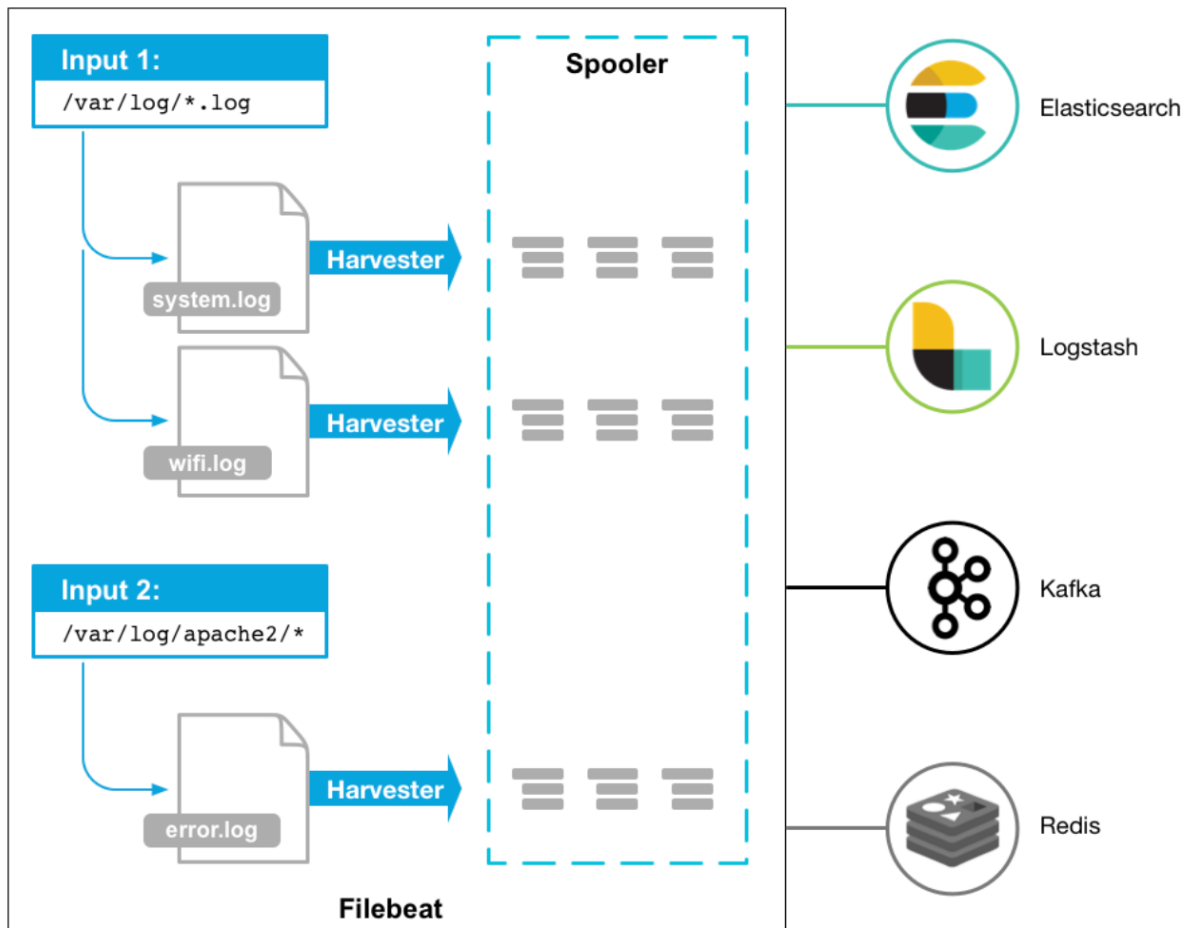 Input 1:
/var/log/*.log
Spooler
Elasticsearch
Harvester
system.log
Logstash
Harvester
wifi.log
Input 2:
/var/log/apache2/*
Kafka
Harvester
error.log
Redis
Filebeat